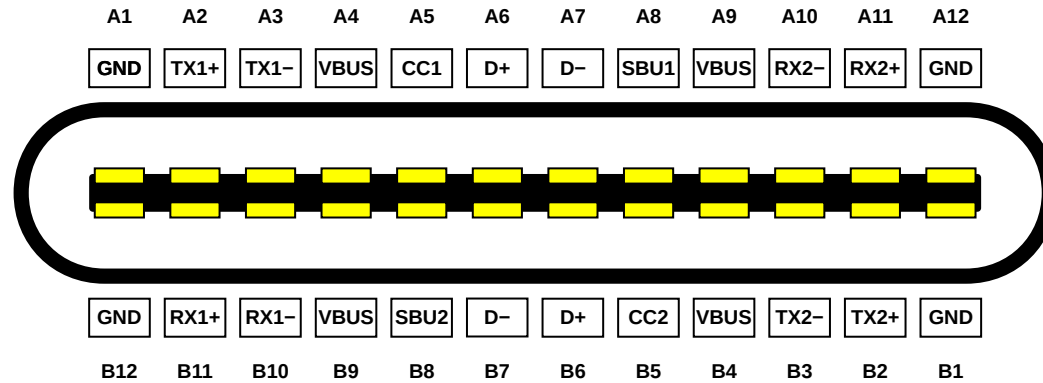 A1 A2 A3 A4 A5 A6 A7 A8 A9 A10 A11 A12
GND TX1+ TX1− VBUS CC1 D+ D− SBU1 VBUS RX2− RX2+ GND
GND RX1+ RX1− VBUS SBU2 D− D+ CC2 VBUS TX2− TX2+ GND
B12 B11 B10 B9 B8 B7 B6 B5 B4 B3 B2 B1